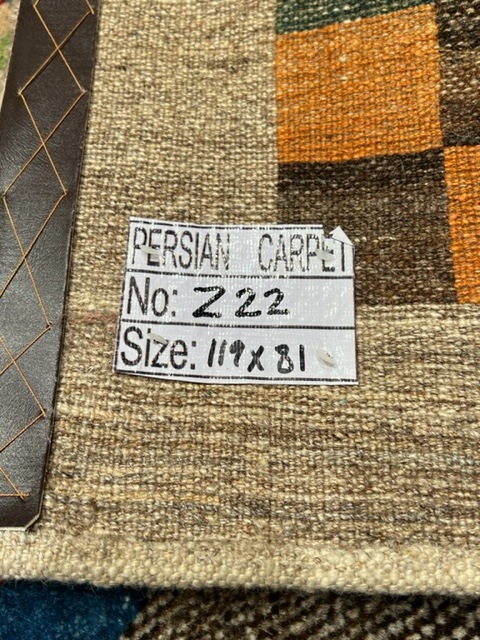 PERSIAN CARPET
No: Z22
Size: 119 x 81